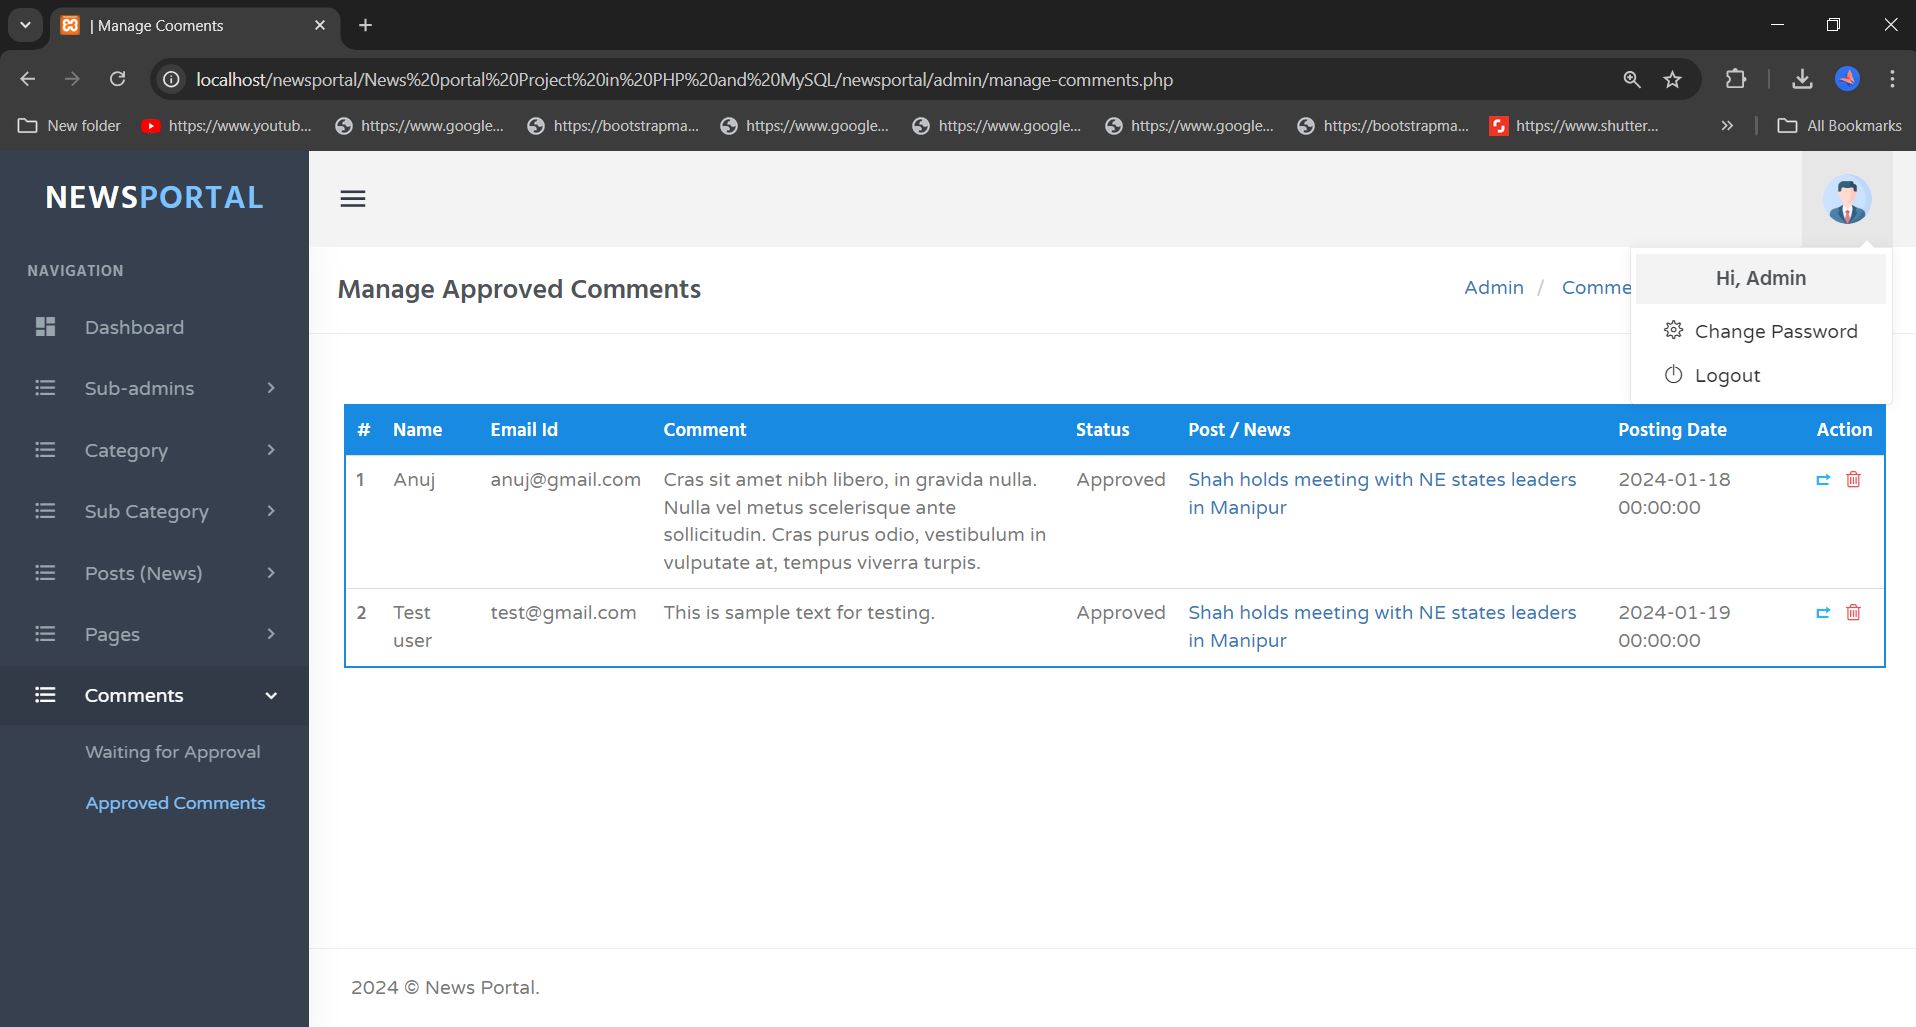 | Manage Cooments
localhost/newsportal/News%20portal%20Project%20in%20PHP%20and%20MySQL/newsportal/admin/manage-comments.php
New folder https://www.youtub... https://www.google... https://bootstrapma... https://www.google... https://www.google... https://www.google... https://bootstrapma... https://www.shutter... All Bookmarks
NEWSPORTAL
NAVIGATION
Dashboard
Sub-admins
Category
Sub Category
Posts (News)
Pages
Comments
Waiting for Approval
Approved Comments
Manage Approved Comments
Admin / Comme
Hi, Admin
Change Password
Logout
# Name Email Id Comment Status Post / News Posting Date Action
1 Anuj anuj@gmail.com Cras sit amet nibh libero, in gravida nulla. Approved Shah holds meeting with NE states leaders 2024-01-18
Nulla vel metus scelerisque ante in Manipur 00:00:00
sollicitudin. Cras purus odio, vestibulum in
vulputate at, tempus viverra turpis.
2 Test test@gmail.com This is sample text for testing. Approved Shah holds meeting with NE states leaders 2024-01-19
user in Manipur 00:00:00
2024 © News Portal.